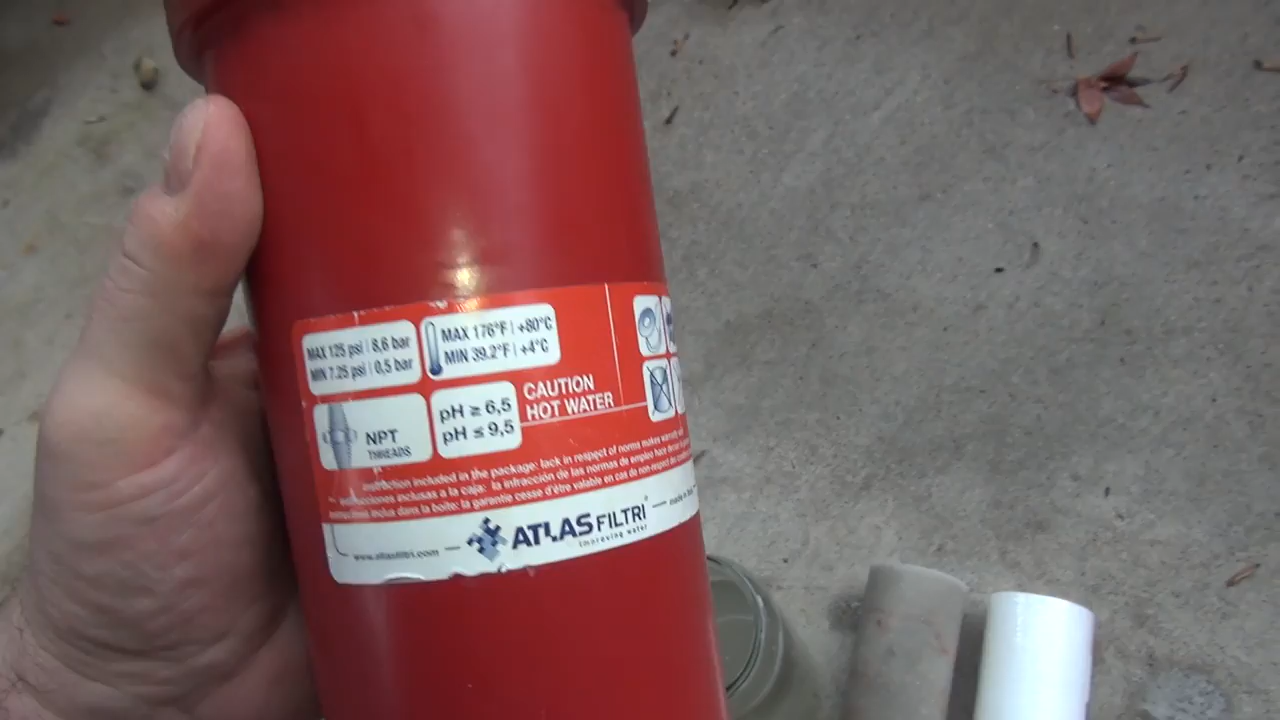 MAX 125 psi | 8,6 bar
MIN 7.25 psi | 0,5 bar
MAX 176°F | +80°C
MIN 39.2°F | +4°C
NPT
THREADS
pH ≥ 6,5
pH ≤ 9,5
CAUTION
HOT WATER
instruction included in the package: lack in respect of norms makes warranty
instrucciones inclusas a la caja: la infracción de las normas de empleo hace
instructions inclus dans la boite: la garantie cesse d'être valable en cas de non-respect des
www.atlasfiltri.com
ATLAS FILTRI®
improving water
made in